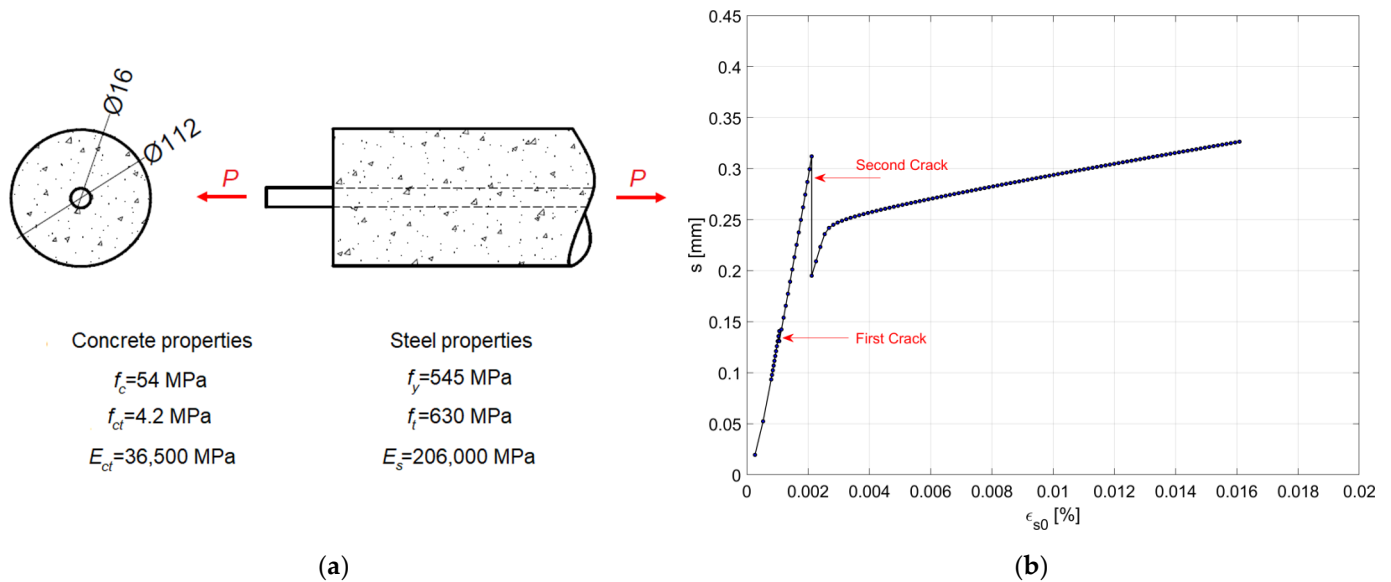 Ø16
Ø112
P
P
Concrete properties
Steel properties
f_c=54 MPa
f_y=545 MPa
f_ct=4.2 MPa
f_t=630 MPa
E_ct=36,500 MPa
E_s=206,000 MPa
(a)
0.45
0.4
0.35
0.3
0.25
0.2
0.15
0.1
0.05
0
s [mm]
Second Crack
First Crack
0
0.002
0.004
0.006
0.008
0.01
0.012
0.014
0.016
0.018
0.02
ϵ_s0 [%]
(b)